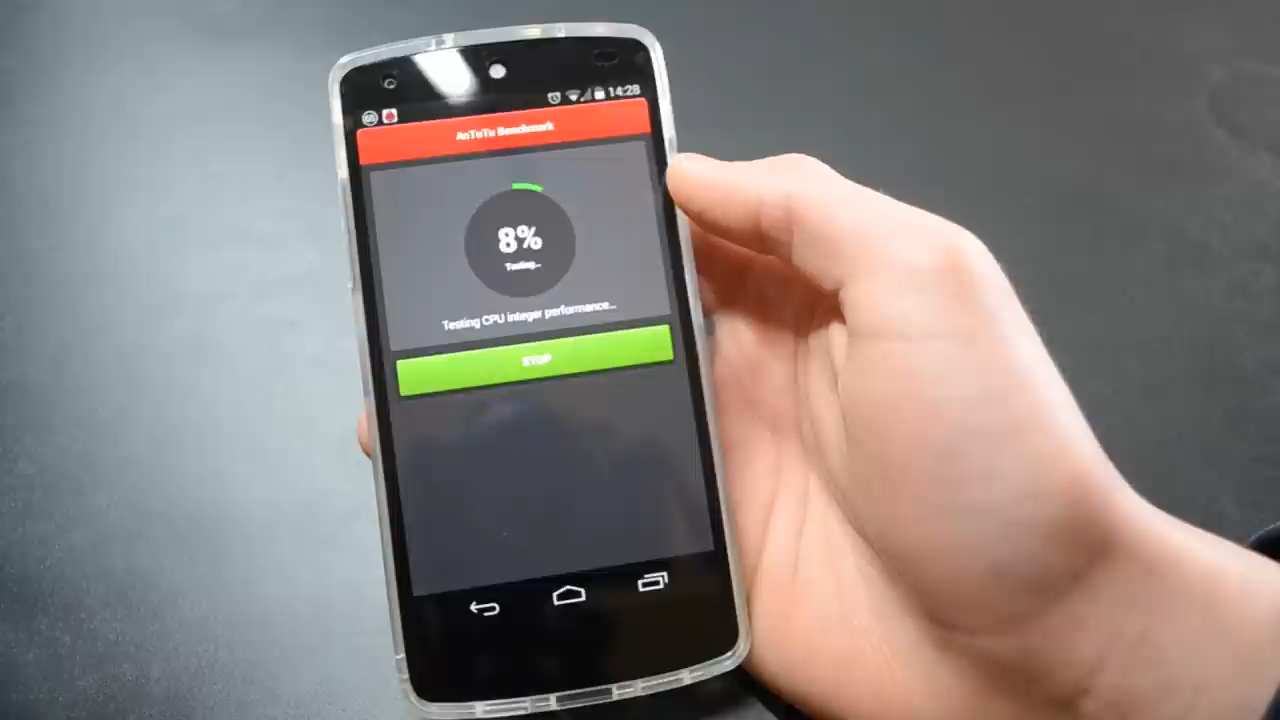 14:28
AnTuTu Benchmark
8%
Testing...
Testing CPU integer performance...
STOP